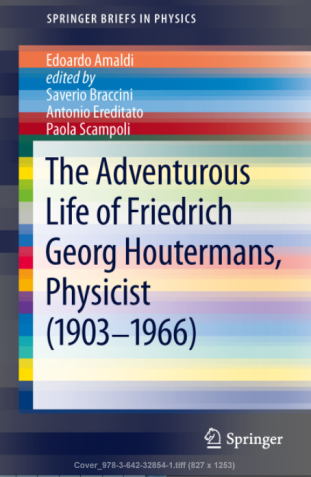 SPRINGER BRIEFS IN PHYSICS
Edoardo Amaldi
edited by
Saverio Braccini
Antonio Ereditato
Paola Scampoli
The Adventurous
Life of Friedrich
Georg Houtermans,
Physicist
(1903–1966)
Springer
Cover_978-3-642-32854-1.tiff (827 x 1253)